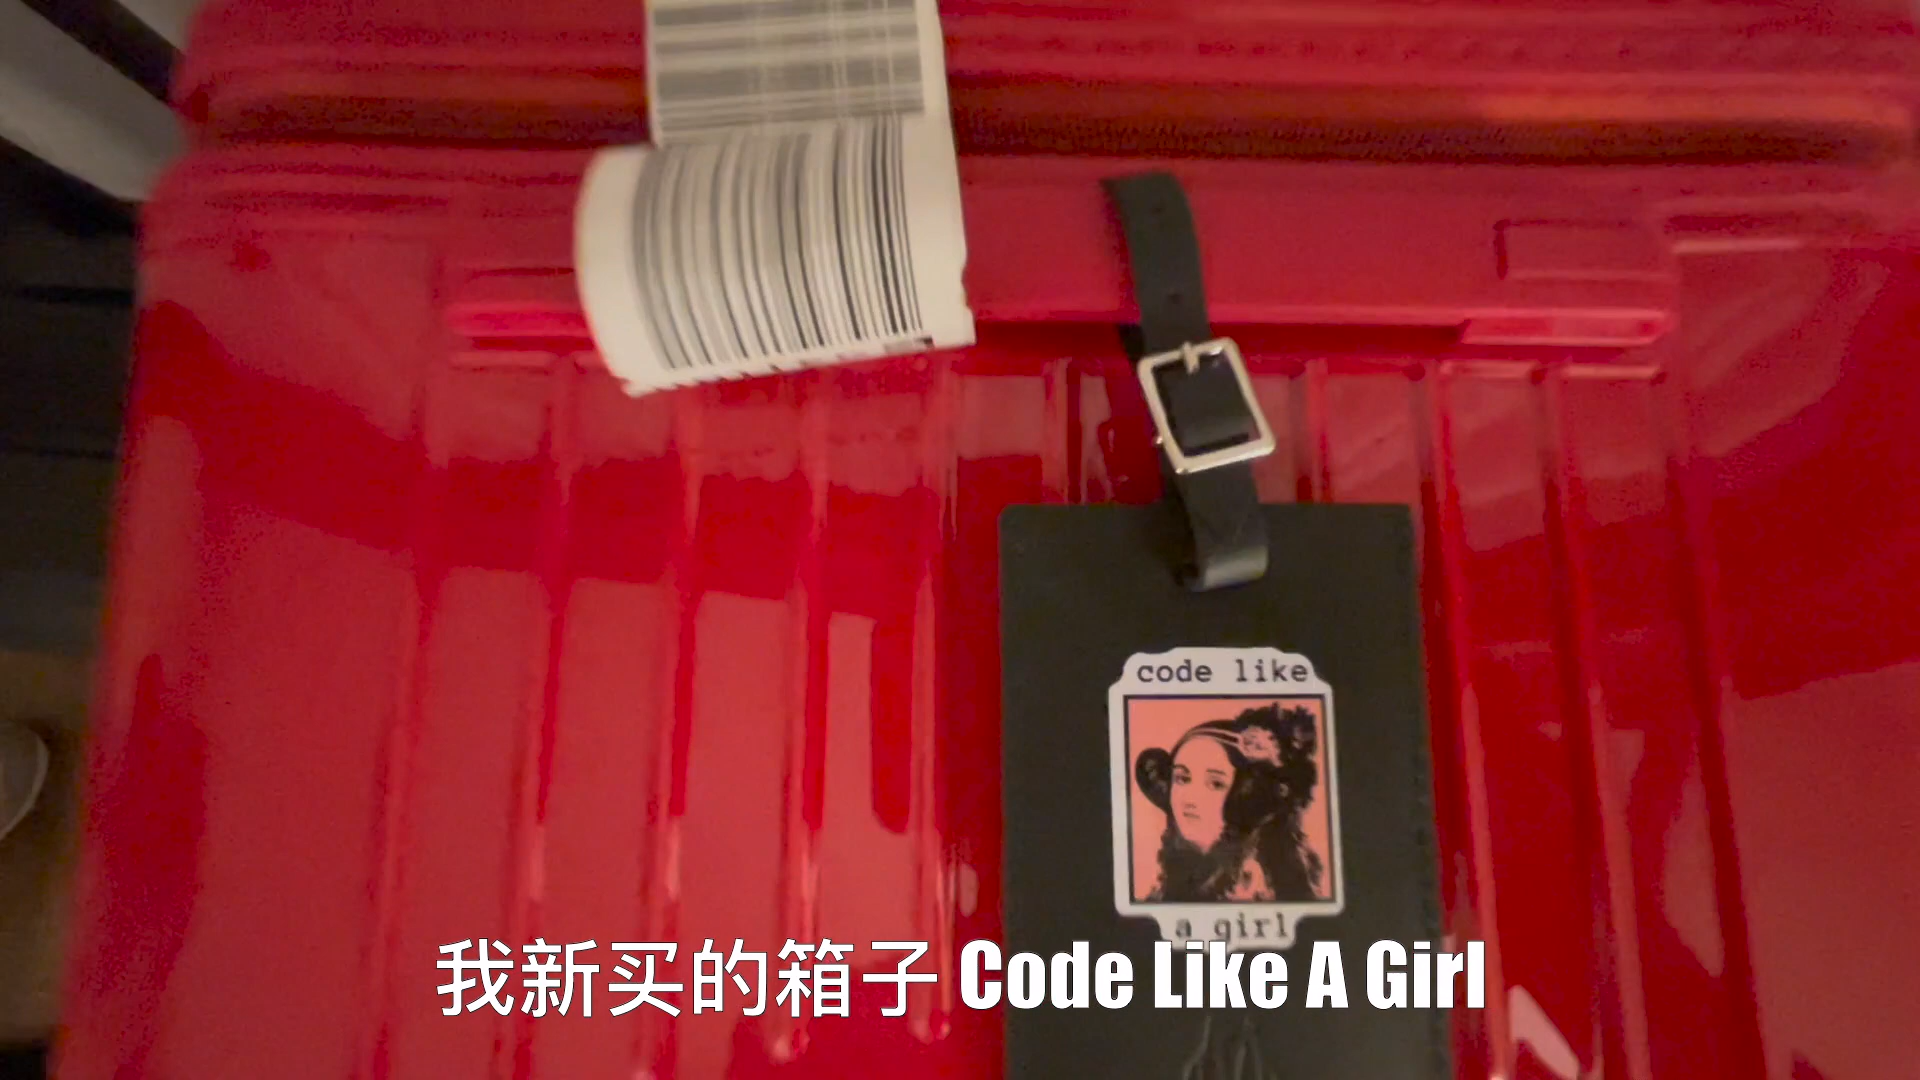 code like
a girl
我新买的箱子 Code Like A Girl